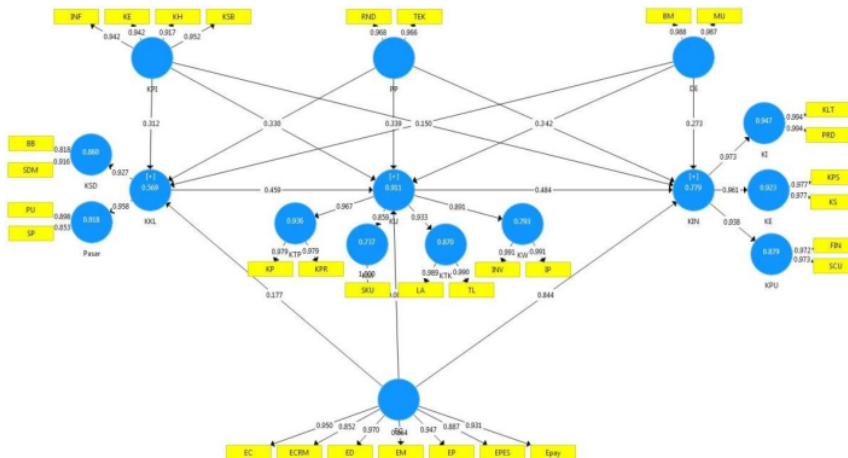 INF KE KH KSB RND TEK BM MU
0.942 0.942 0.917 0.952 0.968 0.966 0.988 0.987
KPI PP DI
KLT
0.312 0.330 0.339 0.150 0.342 0.273 0.947 0.994
0.994 PRD
BB 0.818 0.860 0.973 KI
0.916
SDM KSD 0.927 [+] [+] [+] KPS
0.569 0.459 0.911 0.484 0.779 0.961 0.923 0.977
0.977
KKL KU KIN KE KS
PU 0.898 0.918 0.958 0.967 0.859 0.933 0.891 0.938
SP 0.853 0.936 0.737 0.870 0.793 FIN
Pasar KTP KTK KW 0.879 0.972
0.973
0.979 0.979 0.989 0.990 0.991 0.991 SCU
KP KPR 1.000 INV IP KPU
SKU LA TL
0.177 0.844
0.950 0.852 0.970 0.947 0.887 0.931
EC ECRM ED EM EP EPES Epay